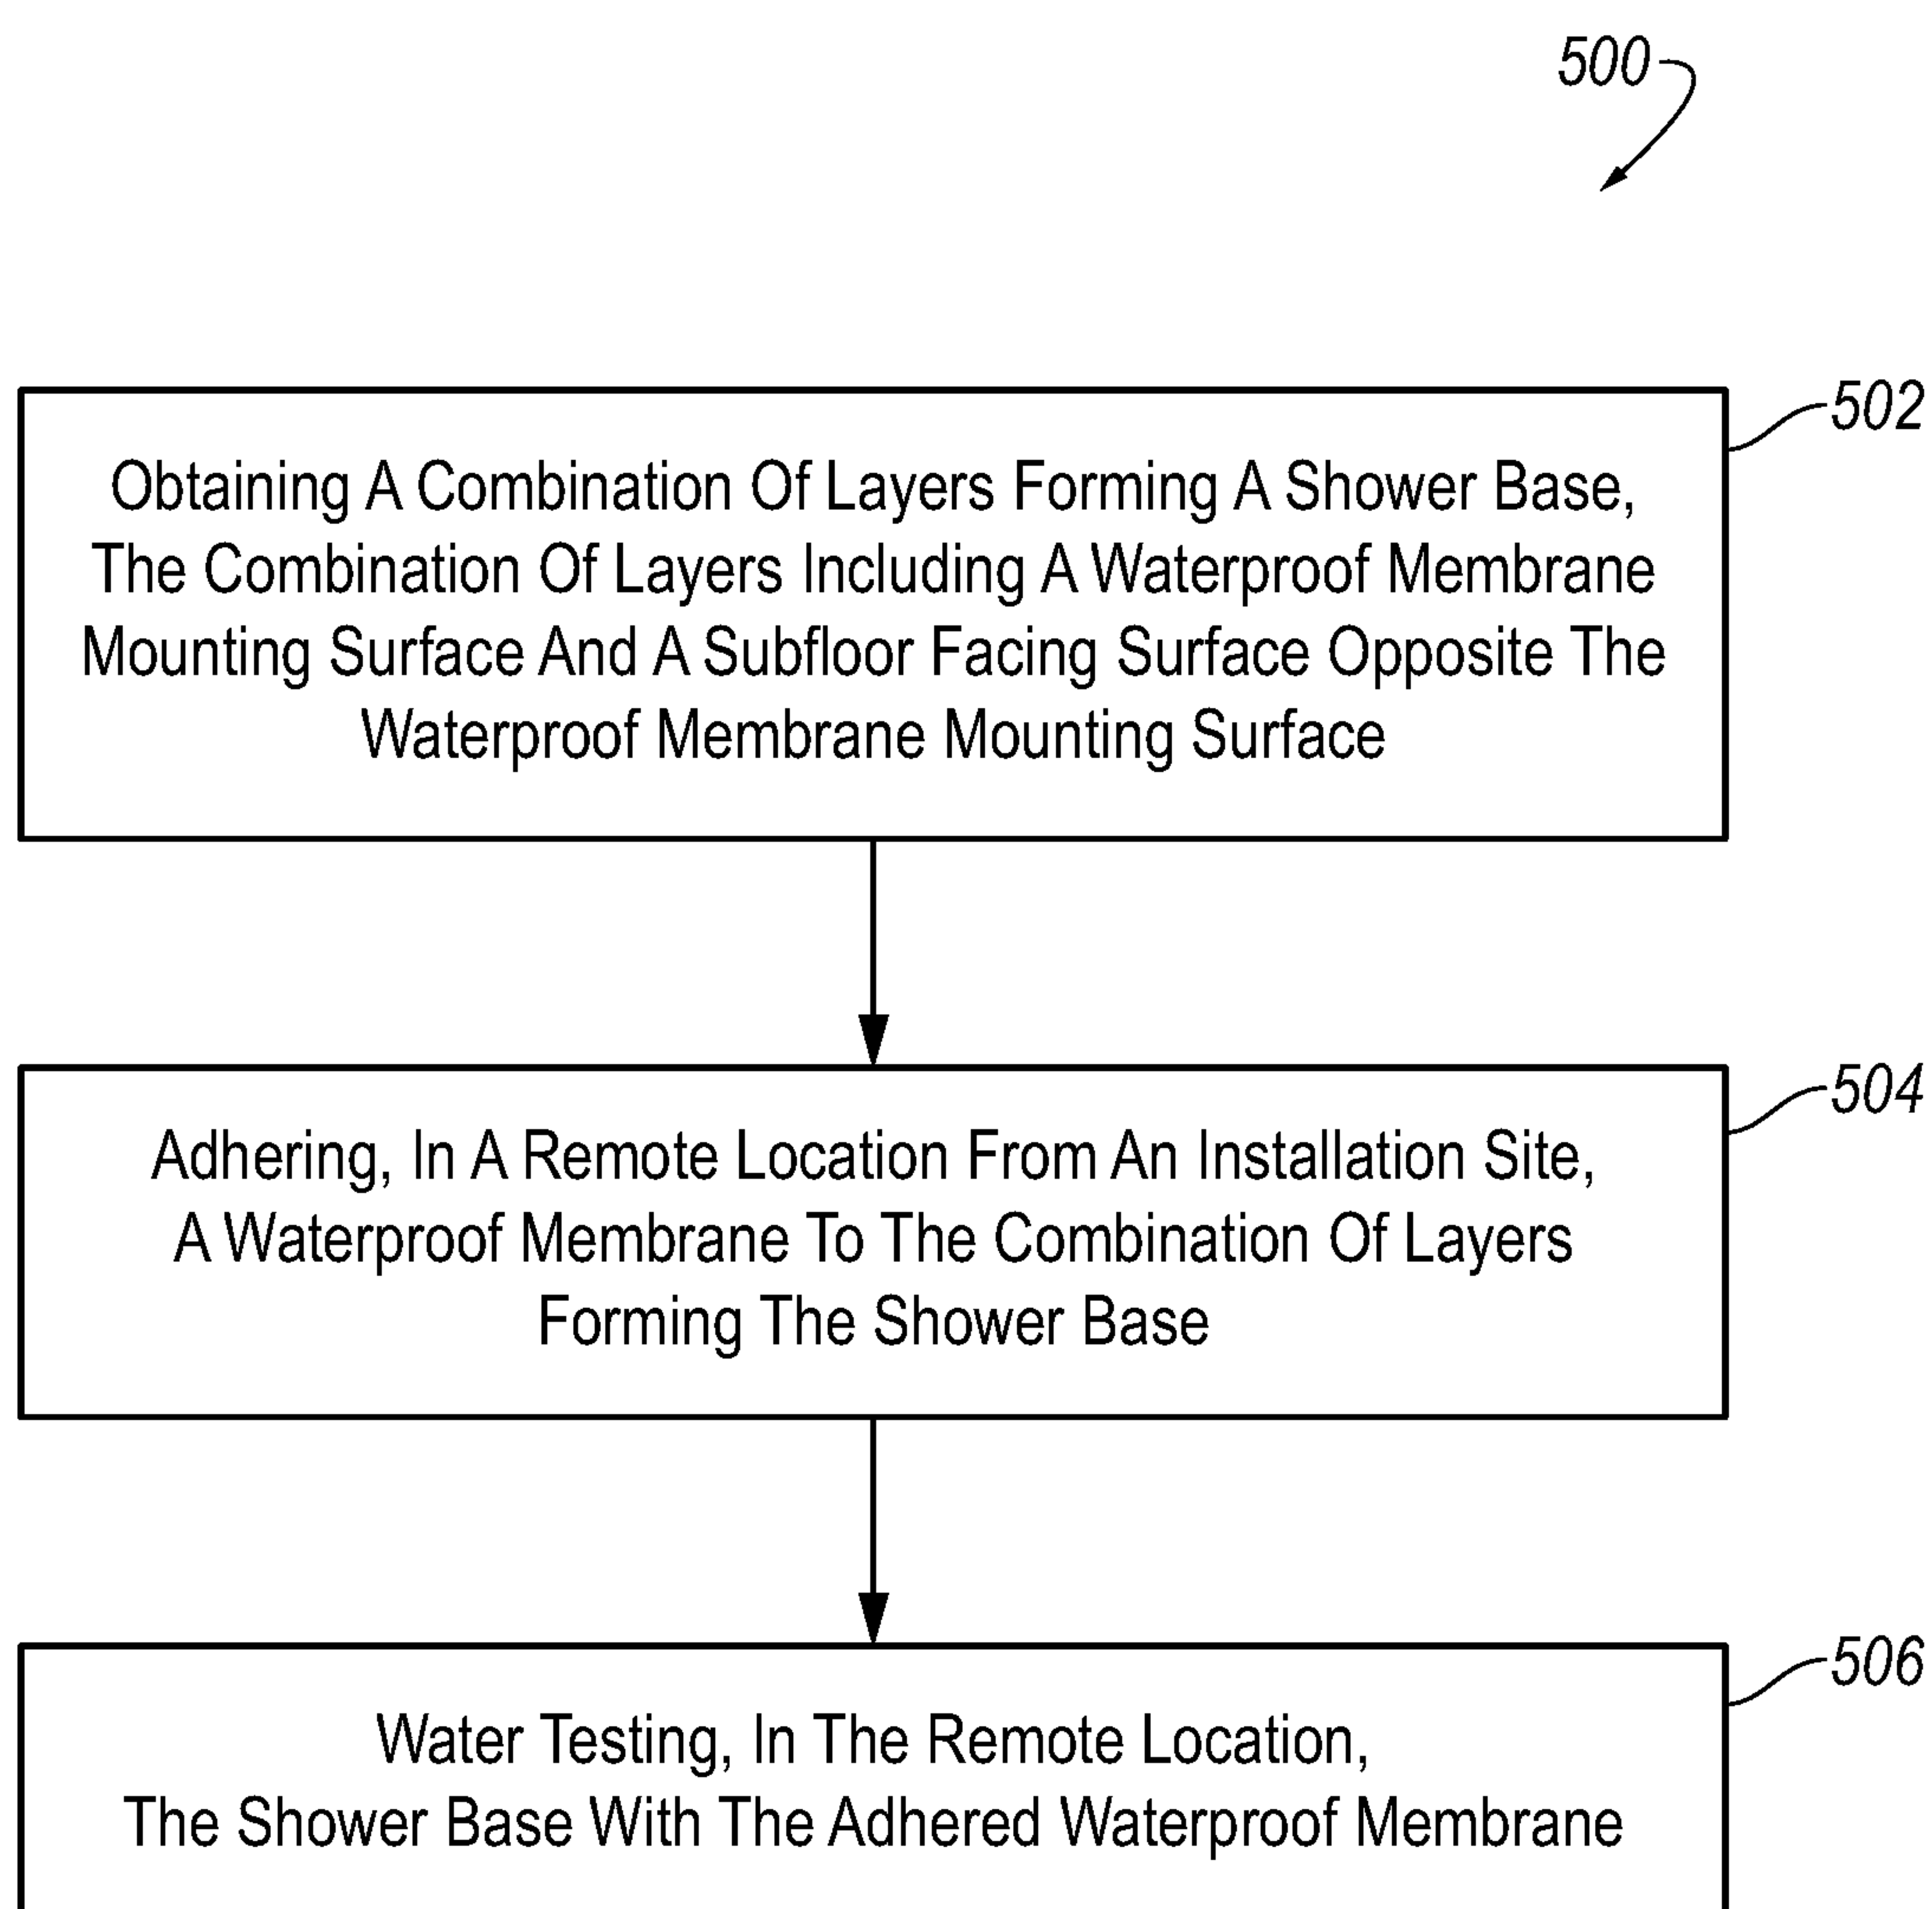 500
502
Obtaining A Combination Of Layers Forming A Shower Base,
The Combination Of Layers Including A Waterproof Membrane
Mounting Surface And A Subfloor Facing Surface Opposite The
Waterproof Membrane Mounting Surface
504
Adhering, In A Remote Location From An Installation Site,
A Waterproof Membrane To The Combination Of Layers
Forming The Shower Base
506
Water Testing, In The Remote Location,
The Shower Base With The Adhered Waterproof Membrane